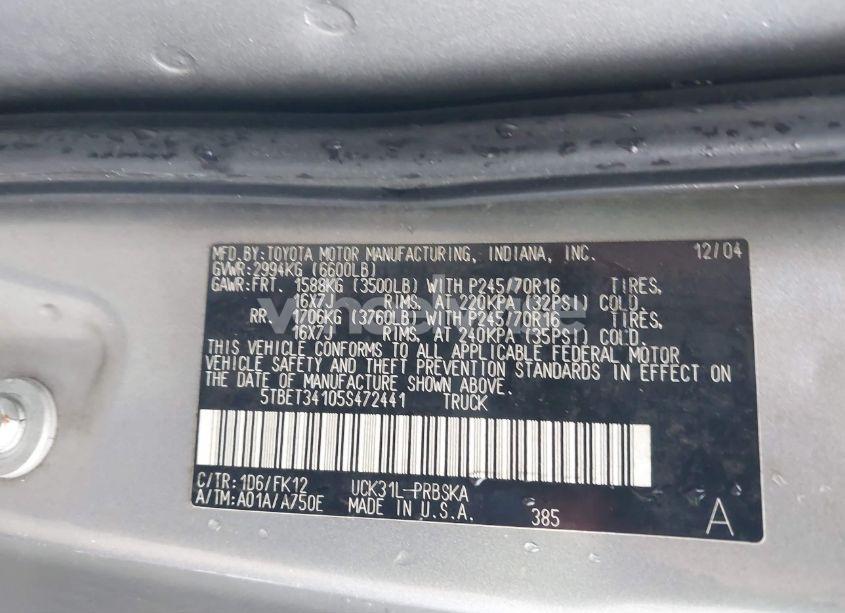 MFD.BY:TOYOTA MOTOR MANUFACTURING, INDIANA, INC. 12/04
GVWR:2994KG (6600LB)
GAWR:FRT. 1588KG (3500LB) WITH P245/70R16 TIRES,
16X7J RIMS, AT 220KPA (32PSI) COLD.
RR. 1706KG (3760LB) WITH P245/70R16 TIRES,
16X7J RIMS, AT 240KPA (35PSI) COLD.
THIS VEHICLE CONFORMS TO ALL APPLICABLE FEDERAL MOTOR
VEHICLE SAFETY AND THEFT PREVENTION STANDARDS IN EFFECT ON
THE DATE OF MANUFACTURE SHOWN ABOVE.
5TBET34105S472441 TRUCK
C/TR:1D6/FK12 UCK31L-PRBSKA
A/TM:A01A/A750E MADE IN U.S.A. 385 A